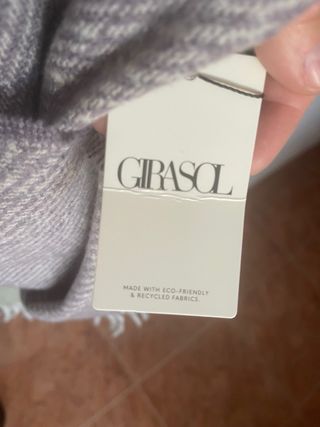 GIRASOL
MADE WITH ECO-FRIENDLY
& RECYCLED FABRICS.